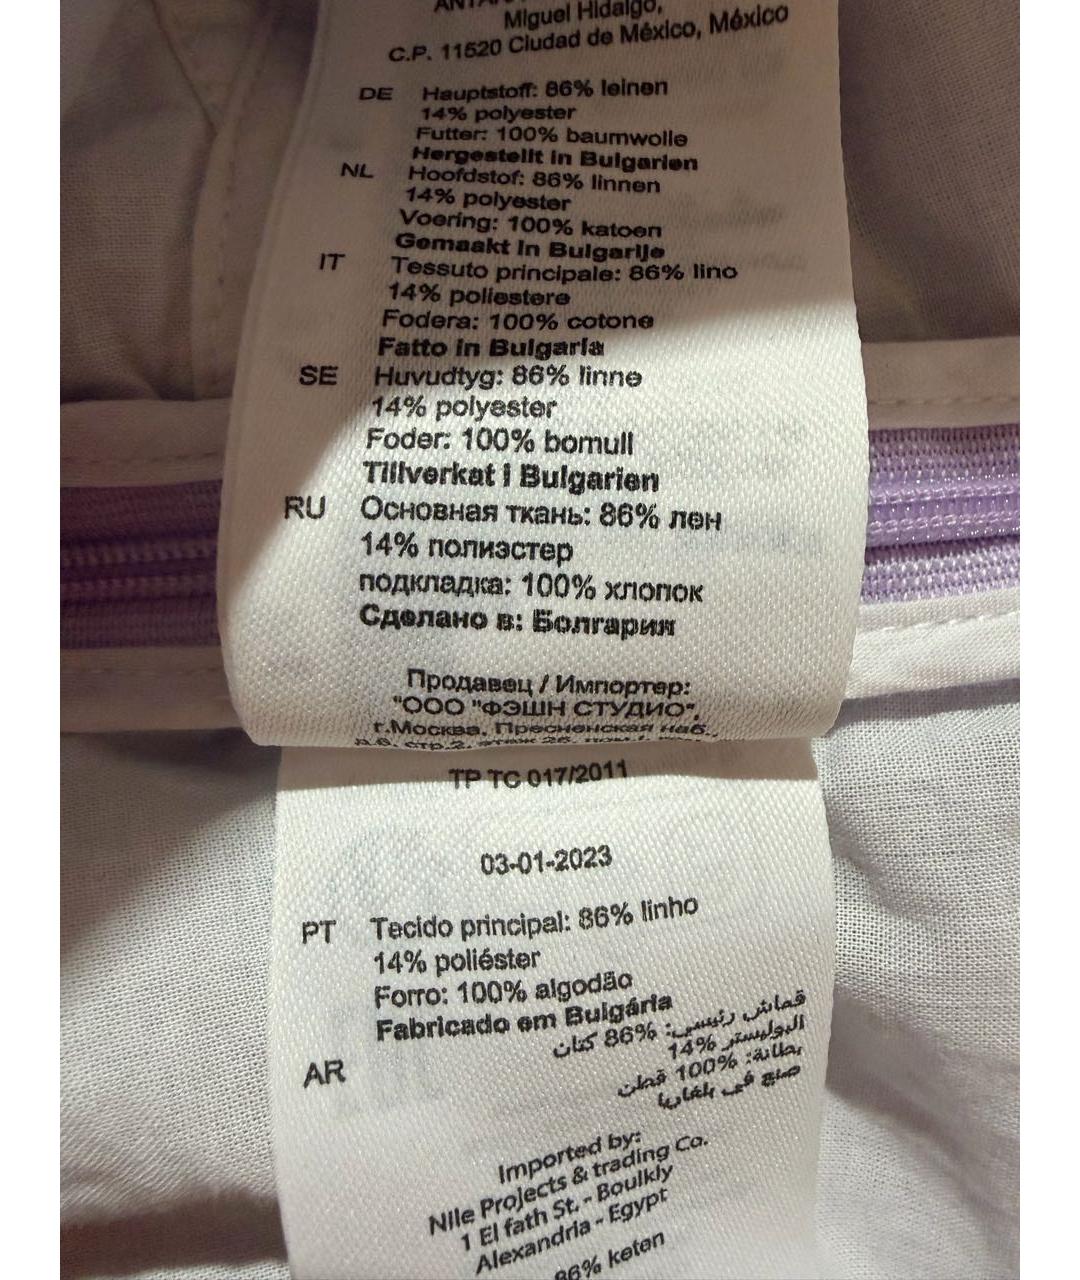 Miguel Hidalgo,
C.P. 11520 Ciudad de México, México
DE Hauptstoff: 86% leinen
14% polyester
Futter: 100% baumwolle
Hergestellt in Bulgarien
NL Hoofdstof: 86% linnen
14% polyester
Voering: 100% katoen
Gemaakt in Bulgarije
IT Tessuto principale: 86% lino
14% poliestere
Fodera: 100% cotone
Fatto in Bulgaria
SE Huvudtyg: 86% linne
14% polyester
Foder: 100% bomull
Tillverkat i Bulgarien
RU Основная ткань: 86% лен
14% полиэстер
подкладка: 100% хлопок
Сделано в: Болгария
Продавец / Импортер:
"ООО "ФЭШН СТУДИО",
г.Москва, Пресненская наб.,
стр.2, этаж 26,
ТР ТС 017/2011
03-01-2023
PT Tecido principal: 86% linho
14% poliéster
Forro: 100% algodão
Fabricado em Bulgária
AR قماش رئيسي: 86% كتان
البوليستر 14%
بطانة: 100% قطن
صنع في بلغاريا
Imported by:
Nile Projects & trading Co.
1 El fath St. - Boulkly
Alexandria - Egypt
86% keten